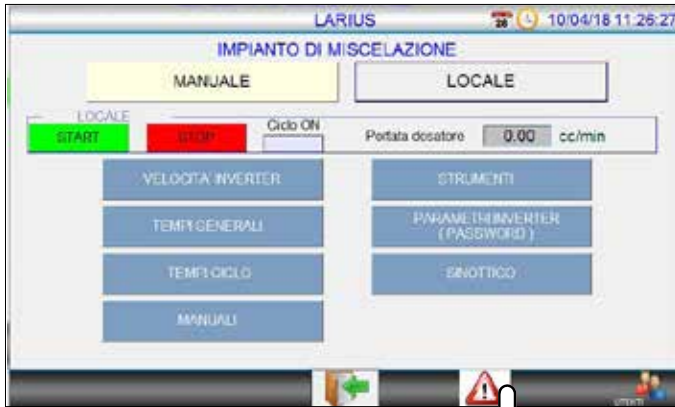 LARIUS
28
10/04/18 11:26:27
IMPIANTO DI MISCELAZIONE
MANUALE
LOCALE
LOCALE
START
STOP
Ciclo ON
Portata dosatore
0.00
cc/min
VELOCITA' INVERTER
STRUMENTI
TEMPI GENERALI
PARAMETRI INVERTER
( PASSWORD )
TEMPI CICLO
SINOTTICO
MANUALI
UTENTI